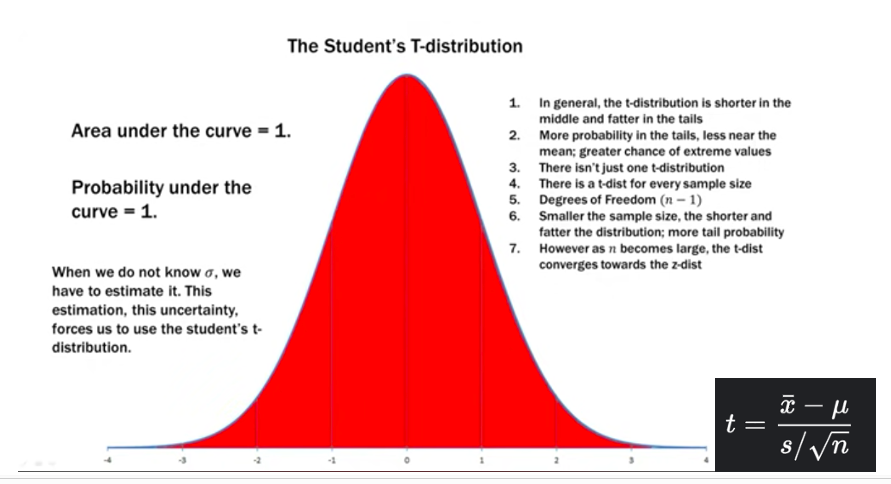 The Student's T-distribution
Area under the curve = 1.
Probability under the
curve = 1.
When we do not know σ, we
have to estimate it. This
estimation, this uncertainty,
forces us to use the student's t-
distribution.
1. In general, the t-distribution is shorter in the
middle and fatter in the tails
2. More probability in the tails, less near the
mean; greater chance of extreme values
3. There isn't just one t-distribution
4. There is a t-dist for every sample size
5. Degrees of Freedom (n − 1)
6. Smaller the sample size, the shorter and
fatter the distribution; more tail probability
7. However as n becomes large, the t-dist
converges towards the z-dist
-4 -3 -2 -1 0 1 2 3 4
t = x̄ − μ
s/√n